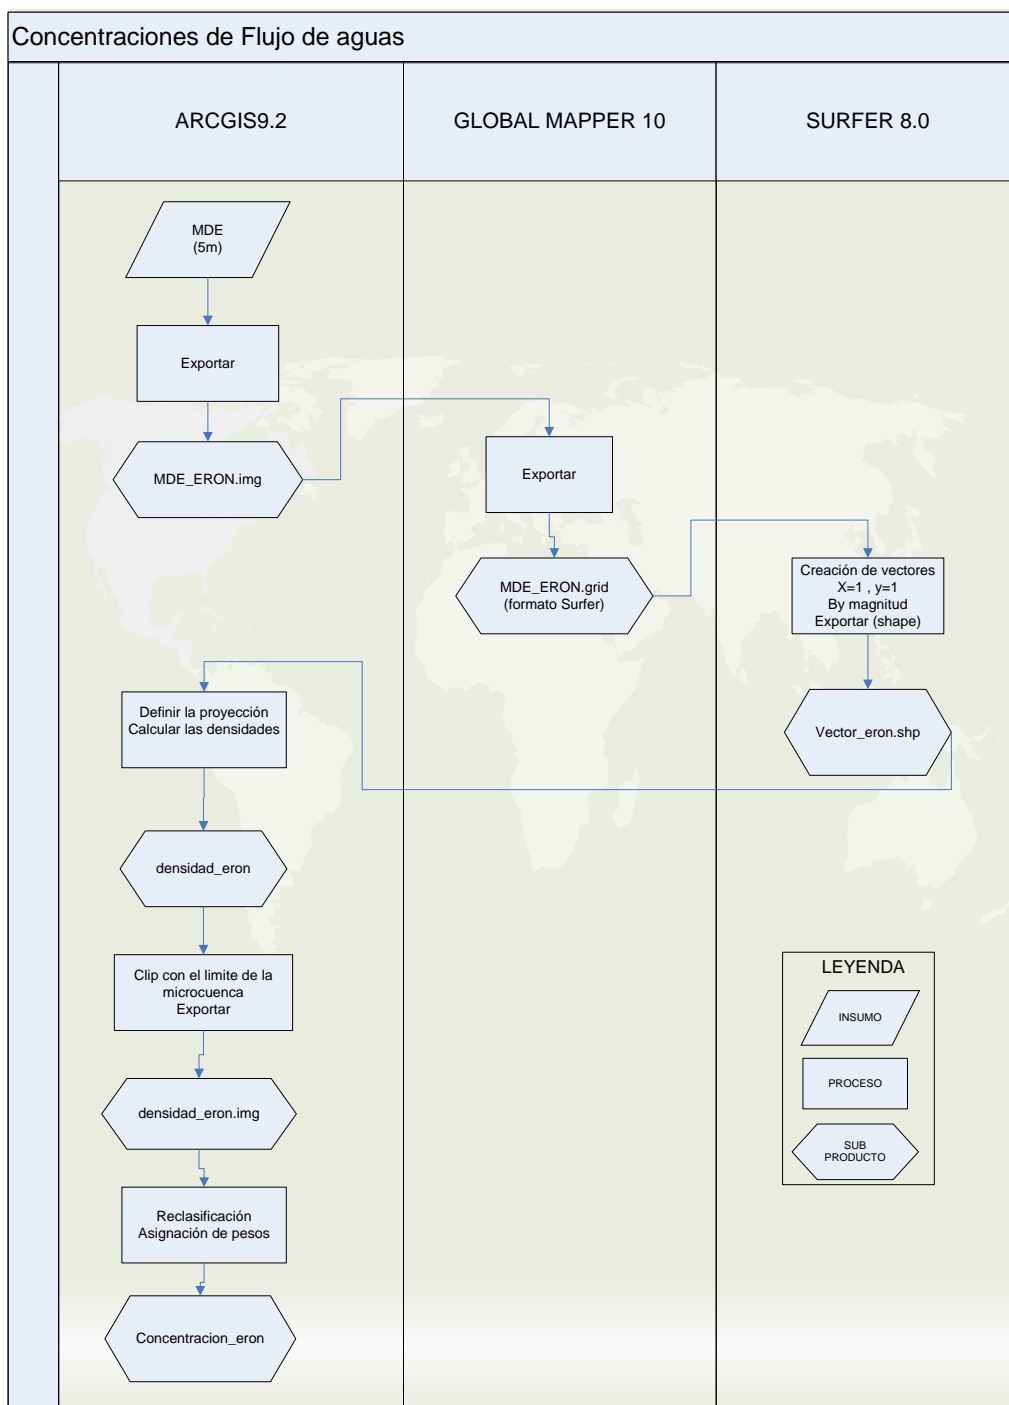 Concentraciones de Flujo de aguas
ARCGIS9.2
GLOBAL MAPPER 10
SURFER 8.0
MDE
(5m)
Exportar
MDE_ERON.img
Exportar
MDE_ERON.grid
(formato Surfer)
Creación de vectores
X=1 , y=1
By magnitud
Exportar (shape)
Vector_eron.shp
Definir la proyección
Calcular las densidades
densidad_eron
Clip con el limite de la
microcuenca
Exportar
densidad_eron.img
Reclasificación
Asignación de pesos
Concentracion_eron
LEYENDA
INSUMO
PROCESO
SUB
PRODUCTO